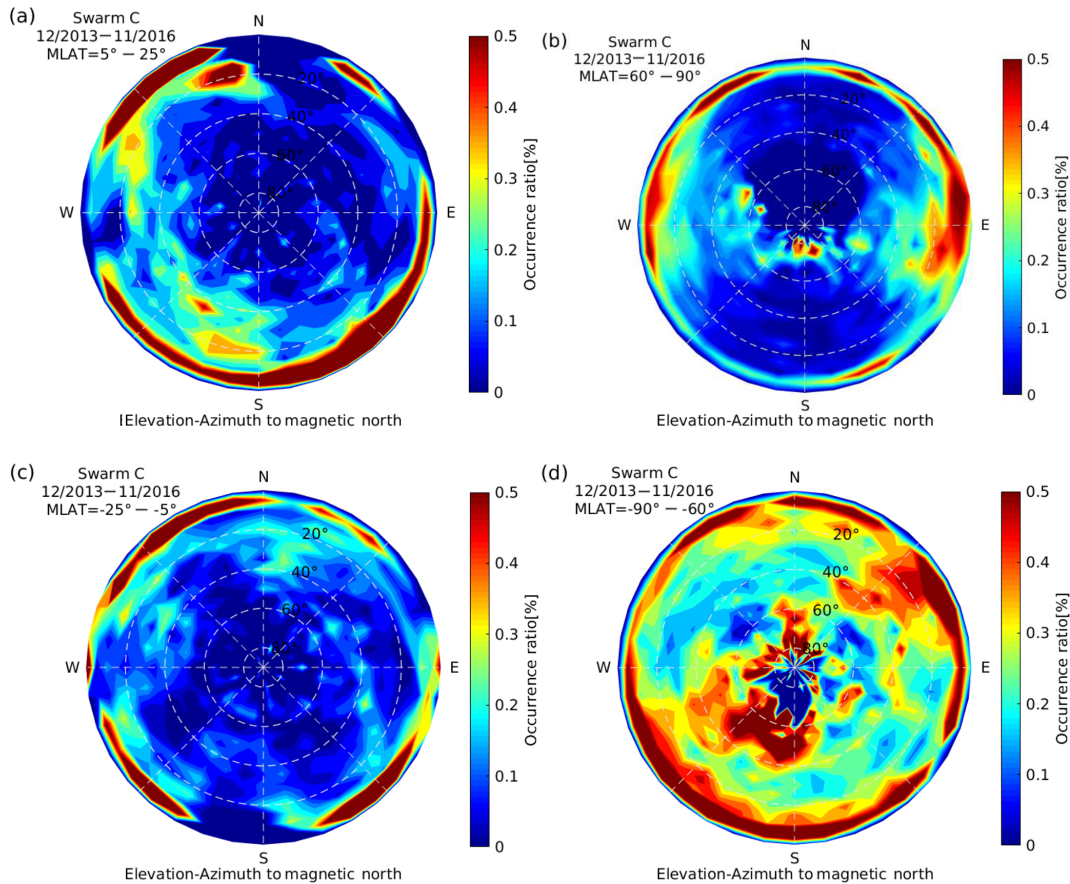 (a)
Swarm C
12/2013−11/2016
MLAT=5° − 25°
N
W
E
S
20°
40°
60°
80°
0.5
0.4
0.3
0.2
0.1
0
Occurrence ratio[%]
IElevation-Azimuth to magnetic north
(b)
Swarm C
12/2013−11/2016
MLAT=60° −90°
N
W
E
S
20°
40°
60°
80°
0.5
0.4
0.3
0.2
0.1
0
Occurrence ratio[%]
Elevation-Azimuth to magnetic north
(c)
Swarm C
12/2013−11/2016
MLAT=-25° − -5°
N
W
E
S
20°
40°
60°
80°
0.5
0.4
0.3
0.2
0.1
0
Occurrence ratio[%]
Elevation-Azimuth to magnetic north
(d)
Swarm C
12/2013−11/2016
MLAT=-90° − -60°
N
W
E
S
20°
40°
60°
80°
0.5
0.4
0.3
0.2
0.1
0
Occurrence ratio[%]
Elevation-Azimuth to magnetic north